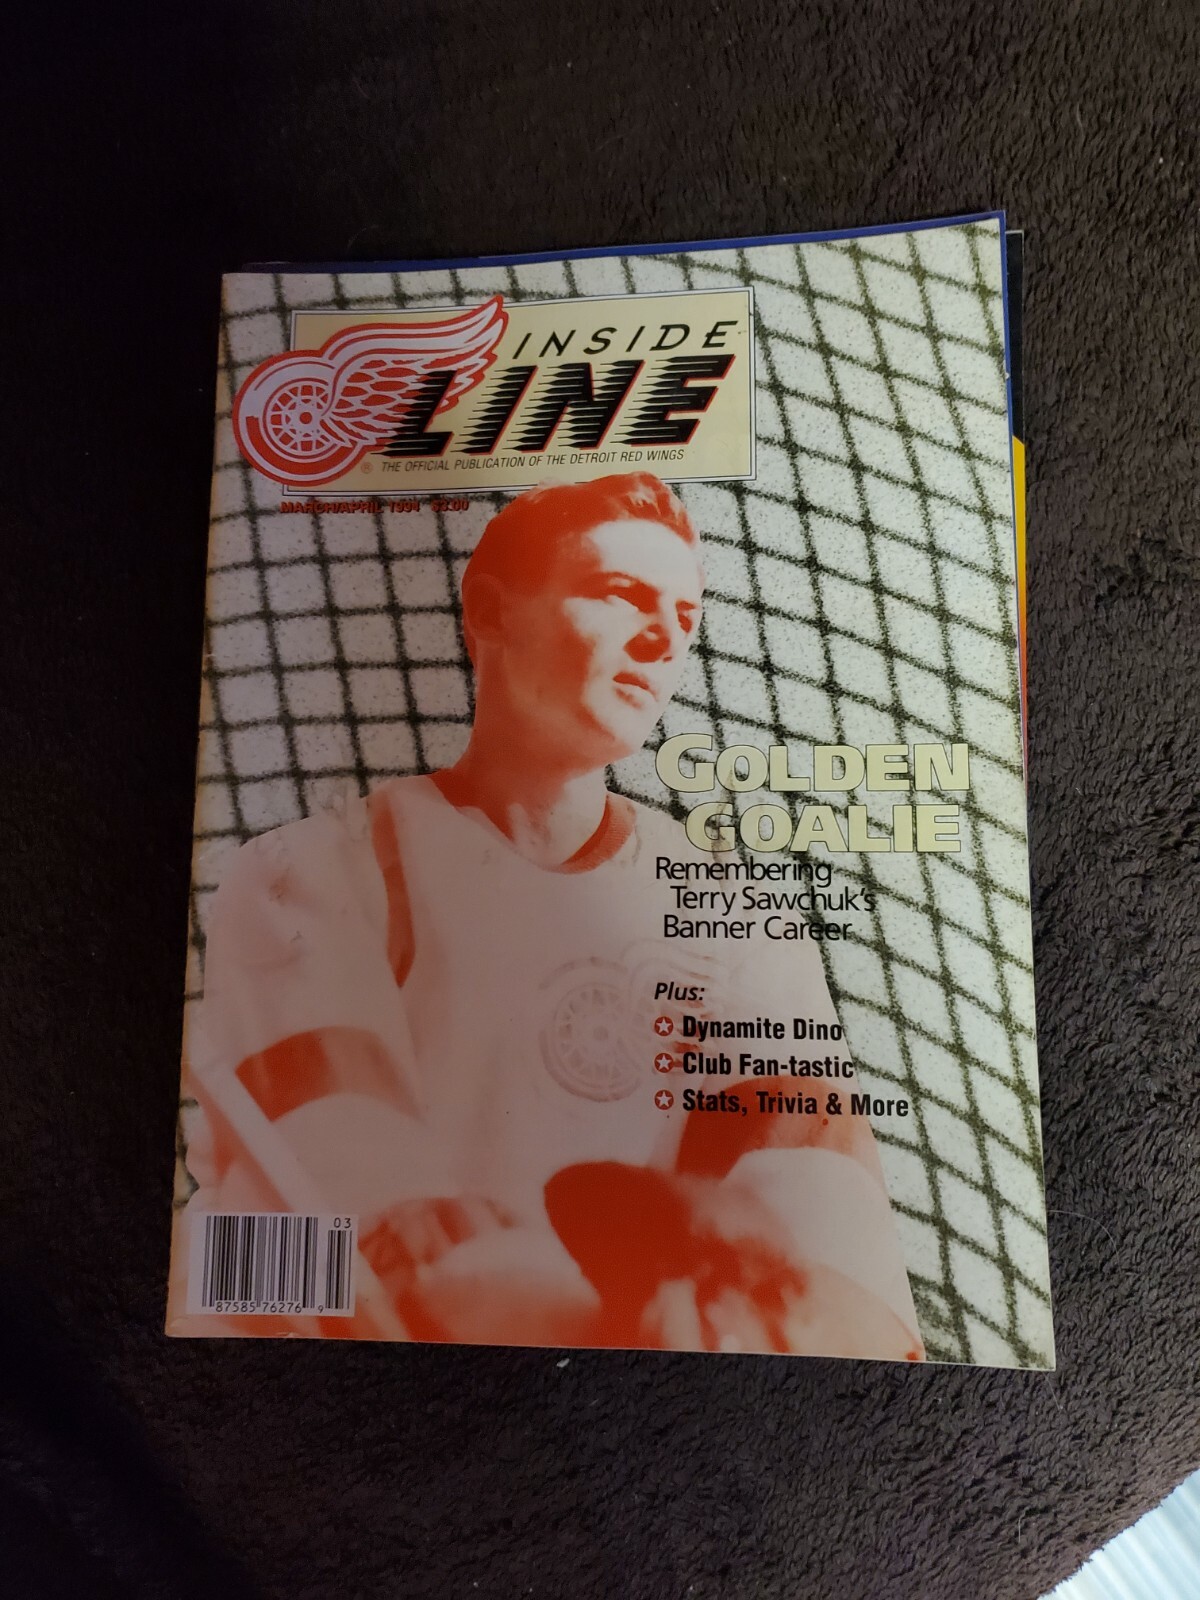 INSIDE
LINE
® THE OFFICIAL PUBLICATION OF THE DETROIT RED WINGS
MARCH/APRIL 1994 $3.00
GOLDEN
GOALIE
Remembering
Terry Sawchuk's
Banner Career
Plus:
Dynamite Dino
Club Fan-tastic
Stats, Trivia & More
03
87585 76276 9